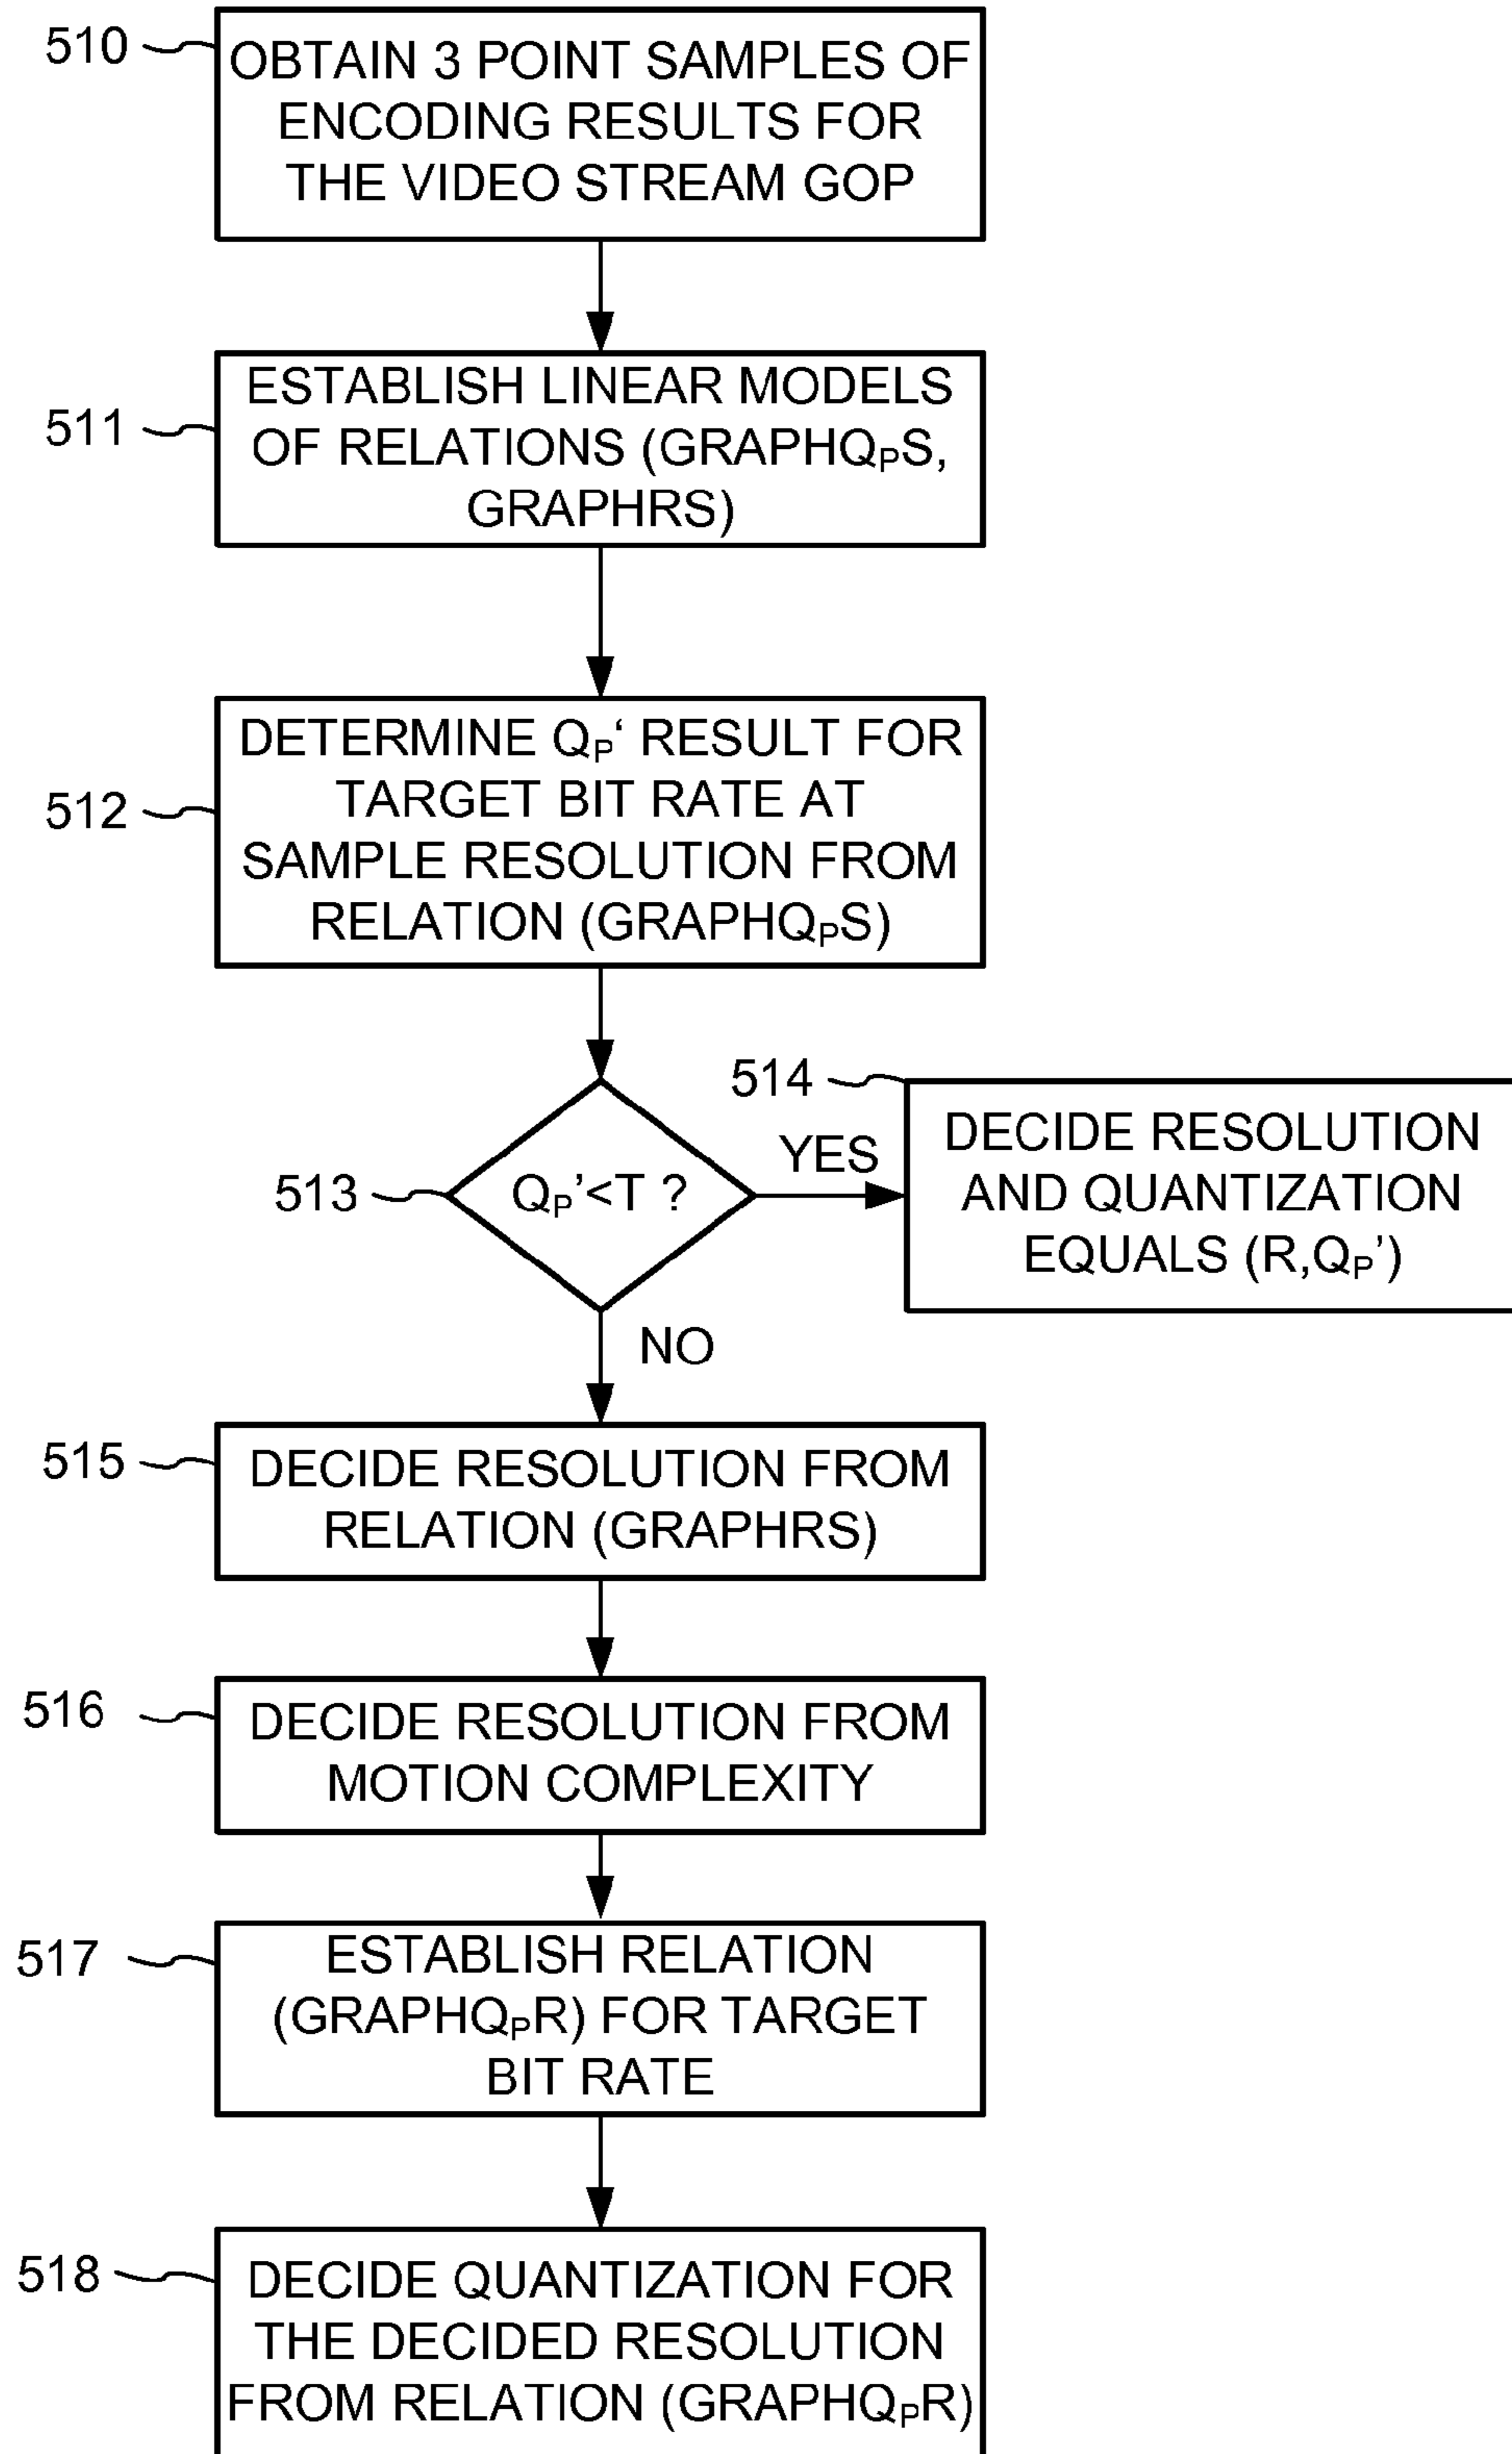 510
OBTAIN 3 POINT SAMPLES OF
ENCODING RESULTS FOR
THE VIDEO STREAM GOP
511
ESTABLISH LINEAR MODELS
OF RELATIONS (GRAPHQPS,
GRAPHRS)
512
DETERMINE QP‘ RESULT FOR
TARGET BIT RATE AT
SAMPLE RESOLUTION FROM
RELATION (GRAPHQPS)
513
QP’<T ?
YES
514
DECIDE RESOLUTION
AND QUANTIZATION
EQUALS (R,QP’)
NO
515
DECIDE RESOLUTION FROM
RELATION (GRAPHRS)
516
DECIDE RESOLUTION FROM
MOTION COMPLEXITY
517
ESTABLISH RELATION
(GRAPHQPR) FOR TARGET
BIT RATE
518
DECIDE QUANTIZATION FOR
THE DECIDED RESOLUTION
FROM RELATION (GRAPHQPR)